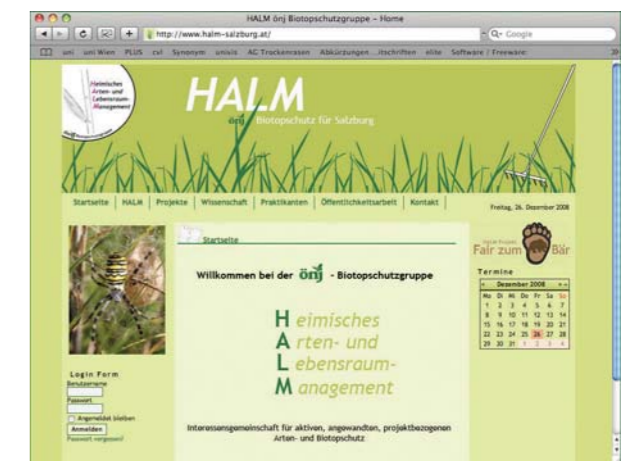 HALM önj Biotopschutzgruppe – Home
http://www.halm-salzburg.at/
Google
uni uni Wien PLUS cvl Synonym univis AG Trockenrasen Abkürzungen ...itschriften elite Software / Freeware:
Heimisches
Arten- und
Lebensraum-
Management
HALM
önj Biotopschutz für Salzburg
Startseite HALM Projekte Wissenschaft Praktikanten Öffentlichkeitsarbeit Kontakt
Freitag, 26. Dezember 2008
Startseite
Willkommen bei der önj - Biotopschutzgruppe
H eimisches
A rten- und
L ebensraum-
M anagement
Interessensgemeinschaft für aktiven, angewandten, projektbezogenen
Arten- und Biotopschutz
Login Form
Benutzername
Passwort
Angemeldet bleiben
Anmelden
Passwort vergessen?
Fair zum Bär
Termine
« Dezember 2008 »
Mo Di Mi Do Fr Sa So
1 2 3 4 5 6 7
8 9 10 11 12 13 14
15 16 17 18 19 20 21
22 23 24 25 26 27 28
29 30 31 1 2 3 4